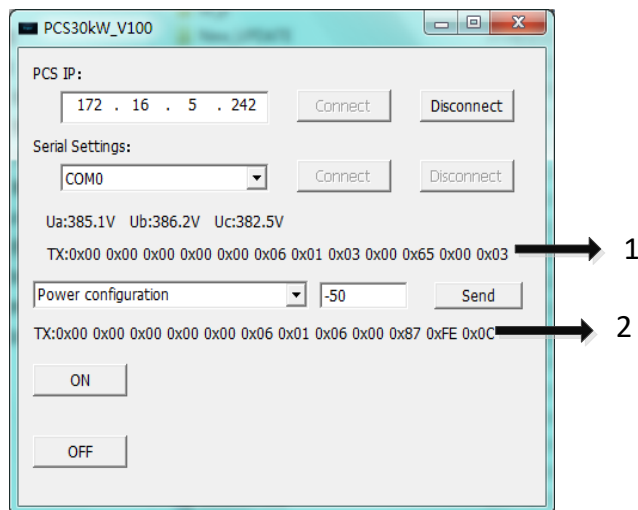 PCS30kW_V100
PCS IP:
172 . 16 . 5 . 242 Connect Disconnect
Serial Settings:
COM0 Connect Disconnect
Ua:385.1V Ub:386.2V Uc:382.5V
TX:0x00 0x00 0x00 0x00 0x00 0x06 0x01 0x03 0x00 0x65 0x00 0x03 1
Power configuration -50 Send
TX:0x00 0x00 0x00 0x00 0x00 0x06 0x01 0x06 0x00 0x87 0xFE 0x0C 2
ON
OFF